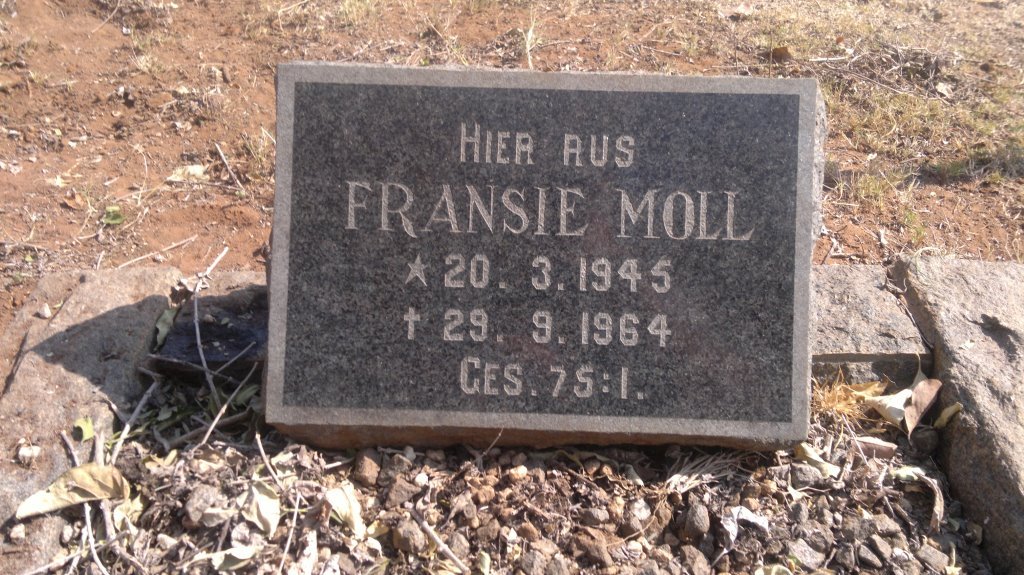 HIER RUS
FRANSIE MOLL
★ 20. 3. 1945
✝ 29. 9. 1964
GES. 75:1.